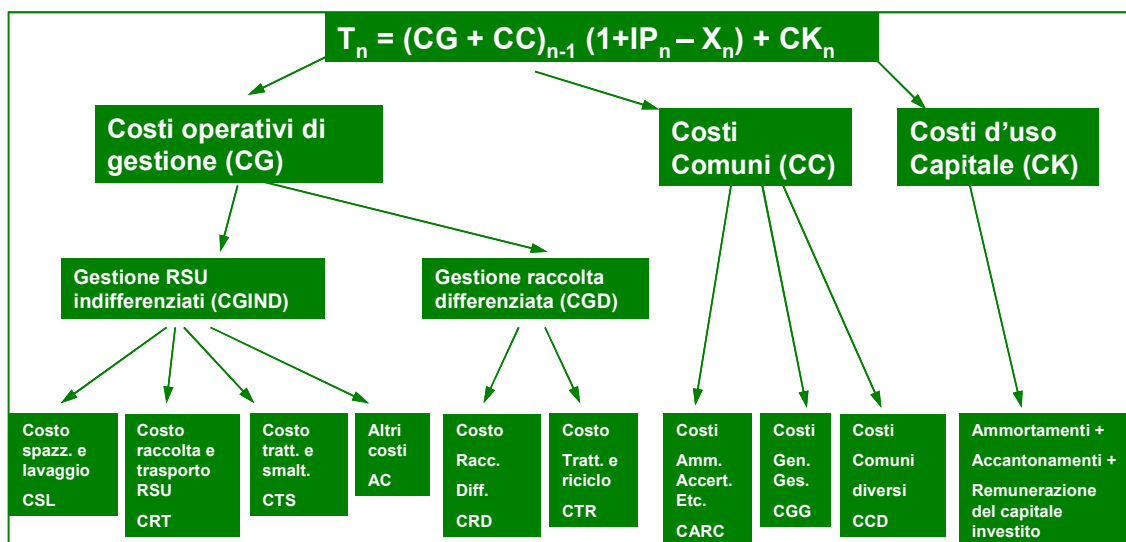 Tn = (CG + CC)n-1 (1+IPn – Xn) + CKn
Costi operativi di
gestione (CG)
Costi
Comuni (CC)
Costi d'uso
Capitale (CK)
Gestione RSU
indifferenziati (CGIND)
Gestione raccolta
differenziata (CGD)
Costo
spazz. e
lavaggio
CSL
Costo
raccolta e
trasporto
RSU
CRT
Costo
tratt. e
smalt.
CTS
Altri
costi
AC
Costo
Racc.
Diff.
CRD
Costo
Tratt. e
riciclo
CTR
Costi
Amm.
Accert.
Etc.
CARC
Costi
Gen.
Ges.
CGG
Costi
Comuni
diversi
CCD
Ammortamenti +
Accantonamenti +
Remunerazione
del capitale
investito